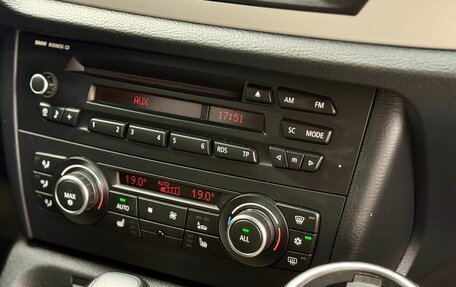 BMW BUSINESS CD
AM FM
AUX 17:51
SC MODE
1 2 3 4 5 6
RDS TP
m
19.0° AUTO 19.0°
MAX
AUTO
ALL